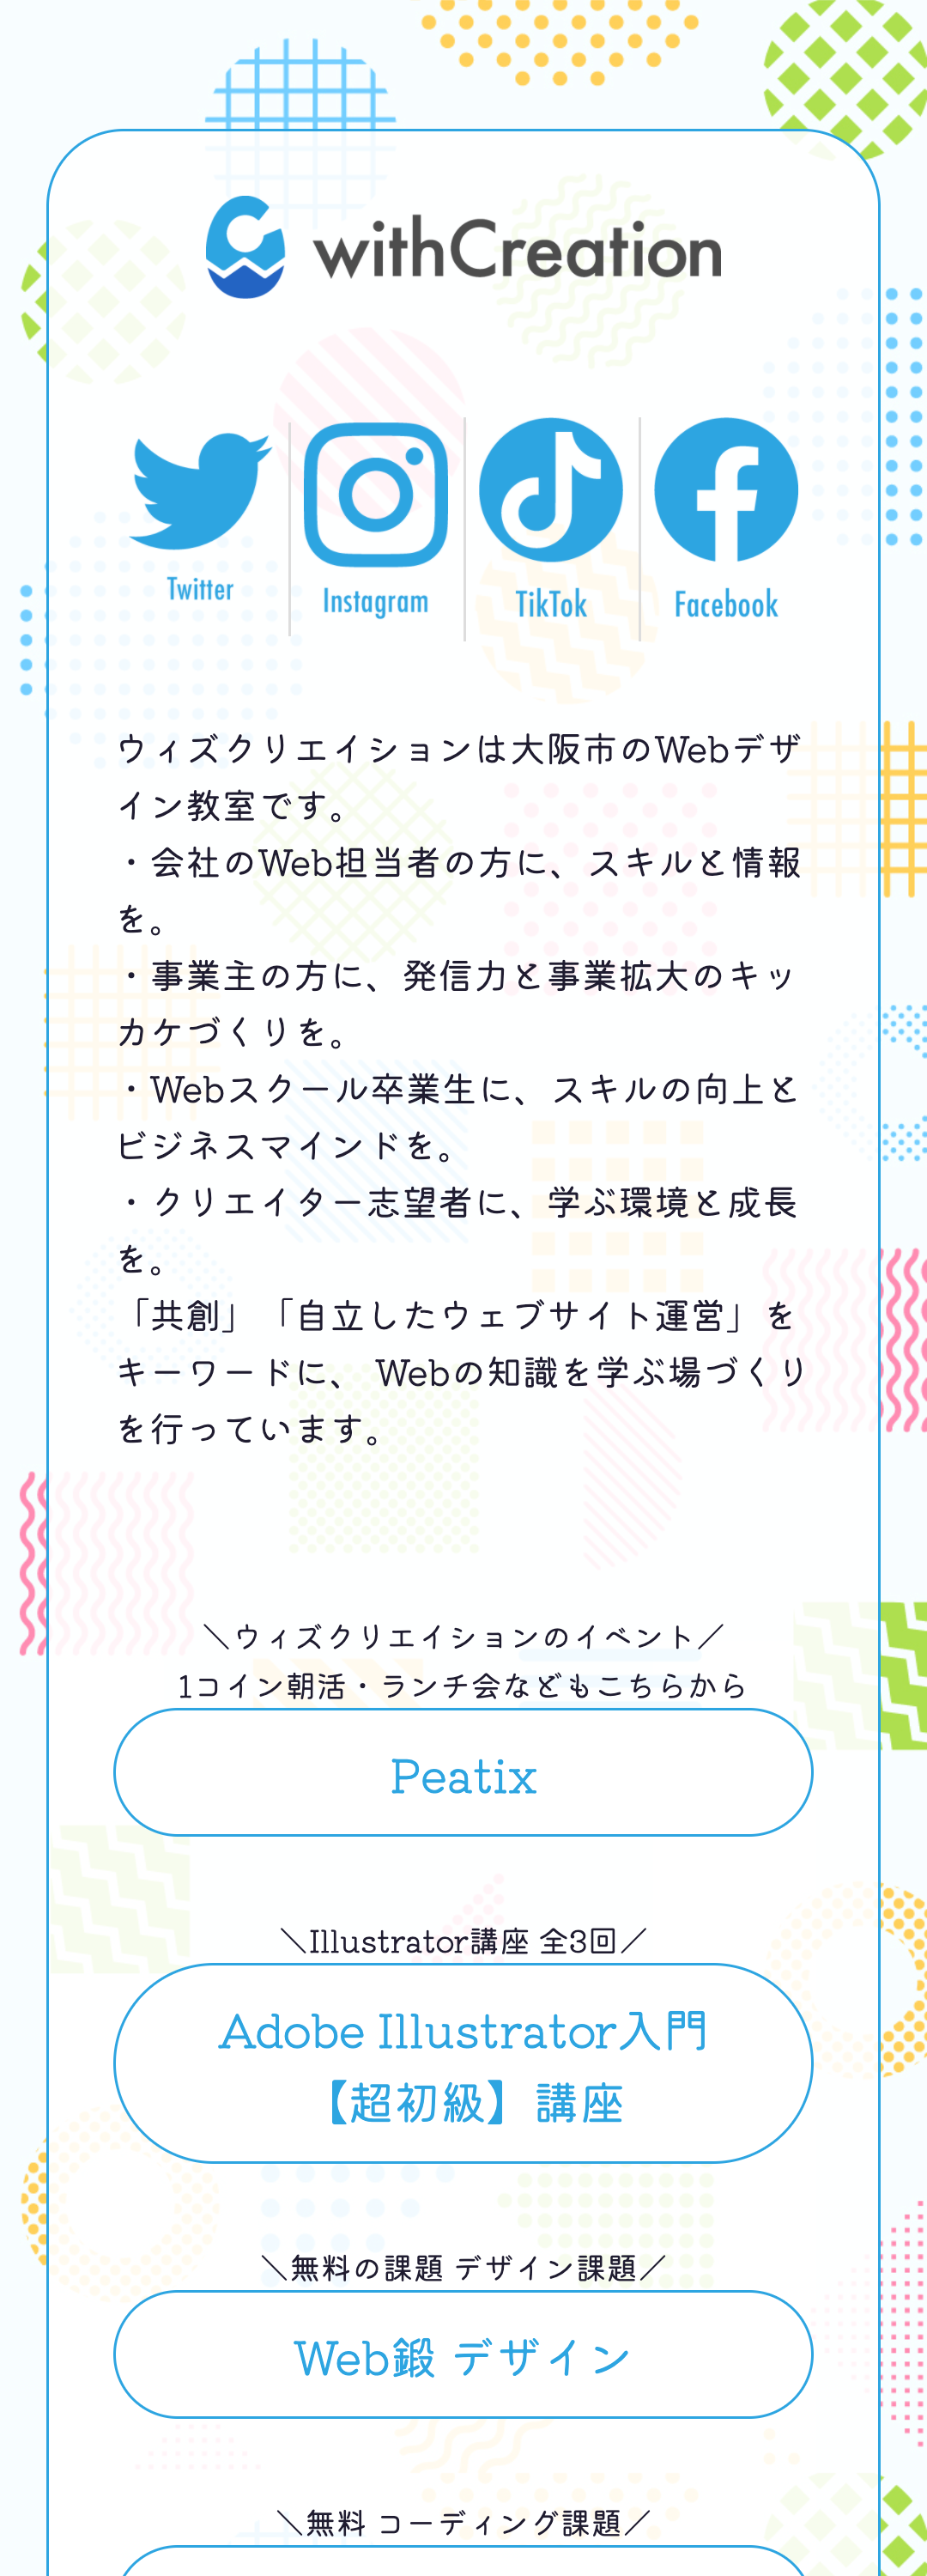 withCreation
Twitter
Instagram
TikTok
Facebook
ウィズクリエイションは大阪市のWebデザ
イン教室です。
・会社のWeb担当者の方に、スキルと情報
を。
・事業主の方に、発信力と事業拡大のキッ
カケづくりを。
・Webスクール卒業生に、スキルの向上と
ビジネスマインドを。
・クリエイター志望者に、学ぶ環境と成長
を。
「共創」「自立したウェブサイト運営」を
キーワードに、 Webの知識を学ぶ場づくり
を行っています。
＼ウィズクリエイションのイベント／
1コイン朝活・ランチ会などもこちらから
Peatix
＼Illustrator講座 全3回／
Adobe Illustrator入門
【超初級】講座
＼無料の課題 デザイン課題／
Web鍛 デザイン
＼無料 コーディング課題／